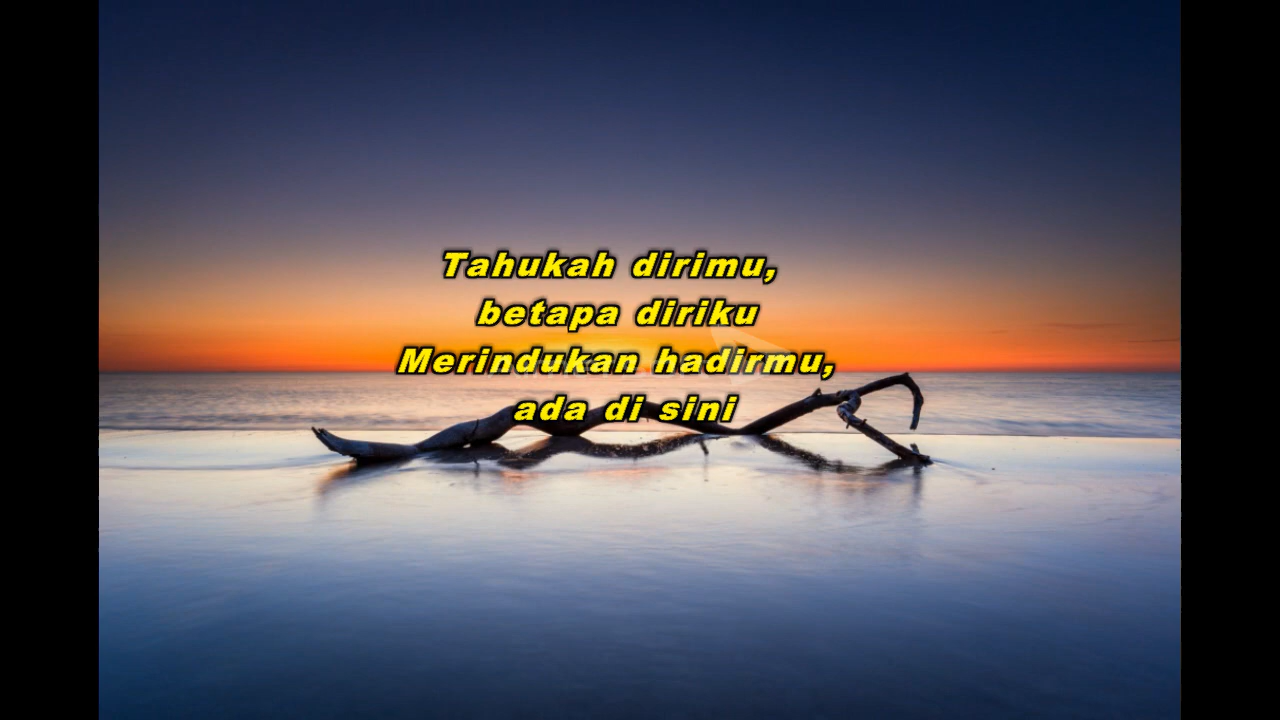 Tahukah dirimu,
betapa diriku
Merindukan hadirmu,
ada di sini